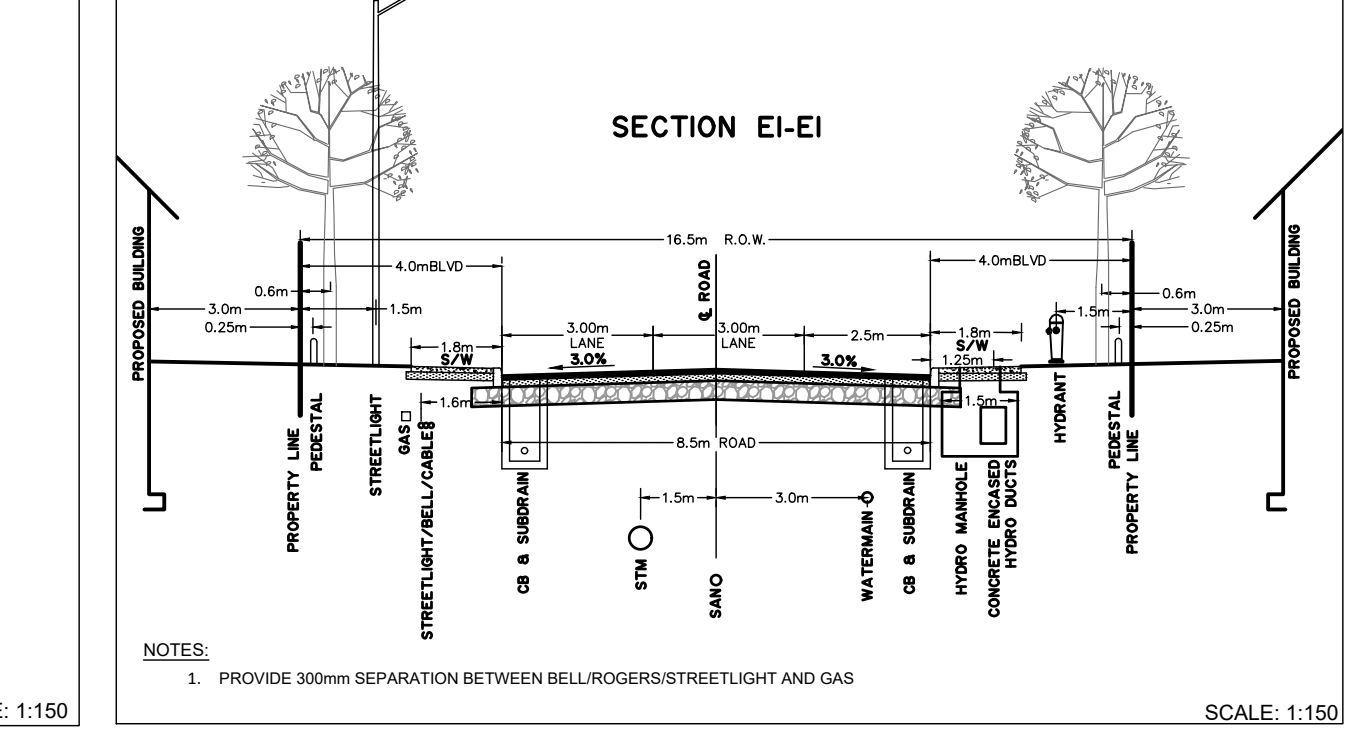 SECTION E1-E1
16.5m R.O.W.
4.0mBLVD
4.0mBLVD
℄ ROAD
PROPOSED BUILDING
PROPOSED BUILDING
0.6m
0.6m
3.0m
1.5m
1.5m
3.0m
0.25m
0.25m
3.00m
LANE
3.00m
LANE
2.5m
1.8m
S/W
1.8m
S/W
3.0%
3.0%
1.25m
1.6m
1.5m
8.5m ROAD
1.5m
3.0m
PROPERTY LINE
PEDESTAL
STREETLIGHT
GAS
STREETLIGHT/BELL/CABLE
CB & SUBDRAIN
STM
SAN
WATERMAIN
CB & SUBDRAIN
HYDRO MANHOLE
CONCRETE ENCASED
HYDRO DUCTS
HYDRANT
PEDESTAL
PROPERTY LINE
NOTES:
1. PROVIDE 300mm SEPARATION BETWEEN BELL/ROGERS/STREETLIGHT AND GAS
: 1:150
SCALE: 1:150